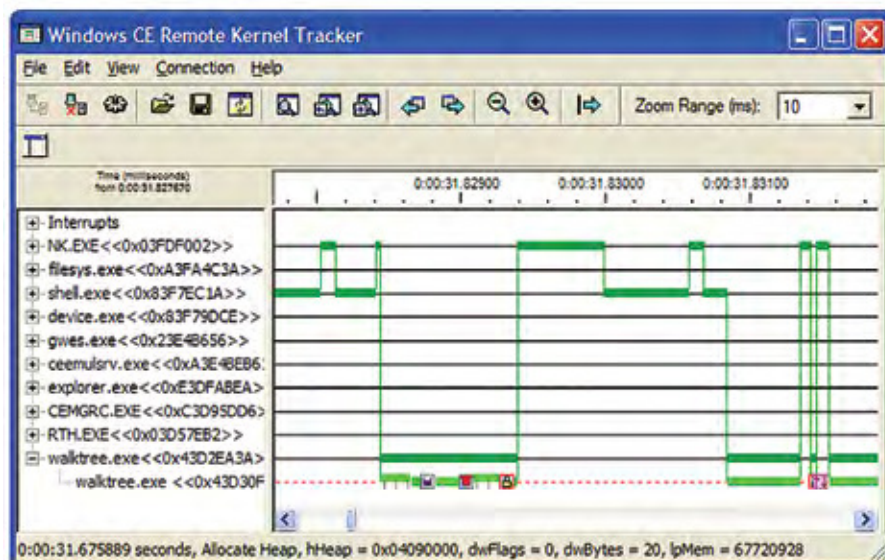 Windows CE Remote Kernel Tracker
File Edit View Connection Help
Zoom Range (ms): 10
Time (milliseconds)
from 0:00:31.827670
0:00:31.82900 0:00:31.83000 0:00:31.83100
Interrupts
NK.EXE<<0x03FDF002>>
filesys.exe<<0xA3FA4C3A>>
shell.exe<<0x83F7EC1A>>
device.exe<<0x83F79DCE>>
gwes.exe<<0x23E4B656>>
ceemulsrv.exe<<0xA3E4BEB6
explorer.exe<<0xE3DFABEA>
CEMGRC.EXE<<0xC3D95DD6>
RTH.EXE<<0x03D57EB2>>
walktree.exe<<0x43D2EA3A>
walktree.exe <<0x43D30F
0:00:31.675889 seconds, Allocate Heap, hHeap = 0x04090000, dwFlags = 0, dwBytes = 20, lpMem = 67720928